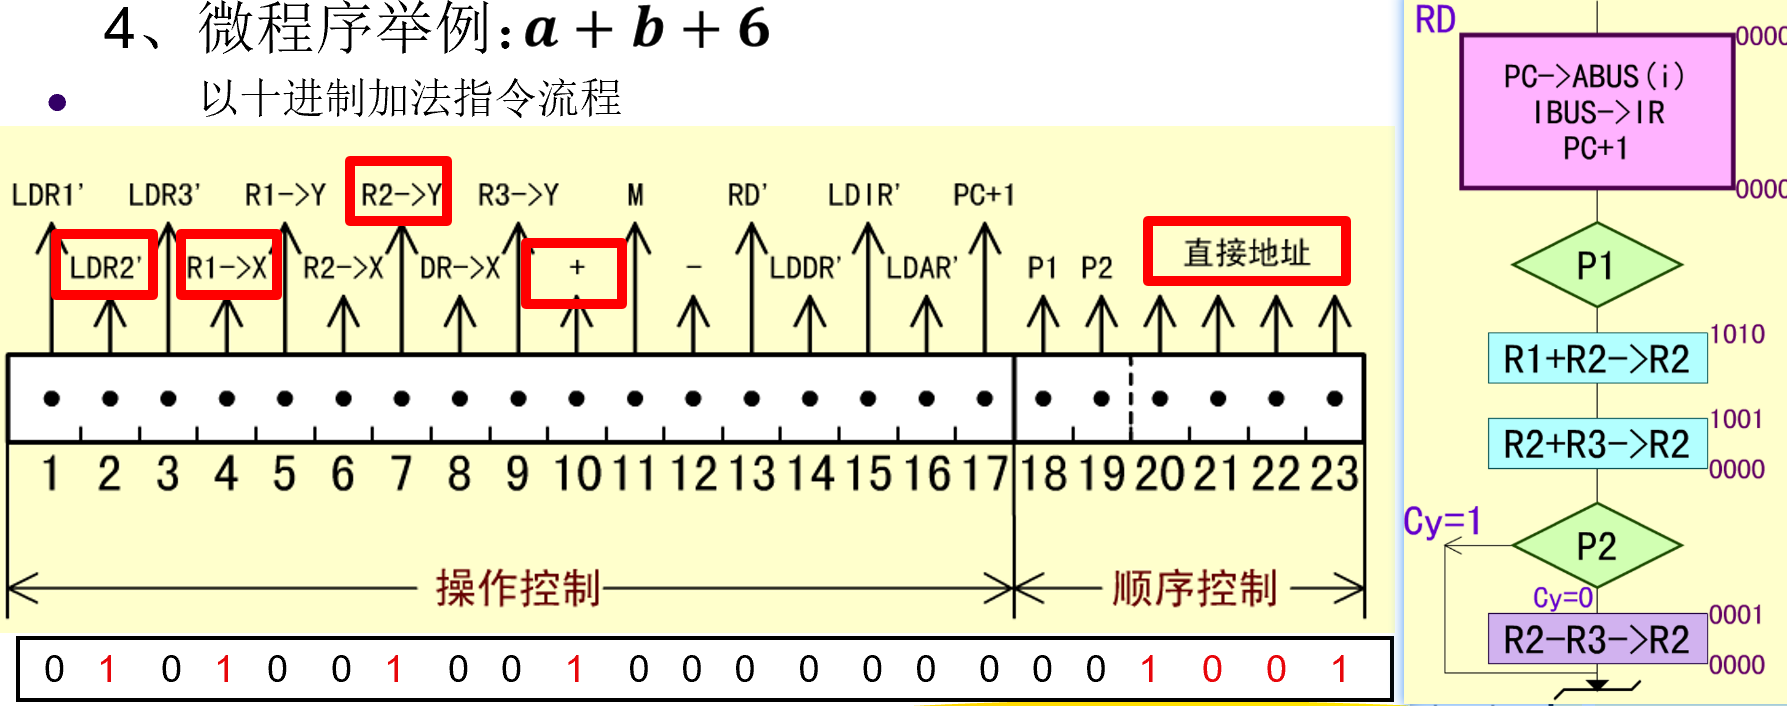 4、微程序举例:a + b + 6
● 以十进制加法指令流程
LDR1' LDR3' R1->Y R2->Y R3->Y M RD' LDIR' PC+1
LDR2' R1->X R2->X DR->X + - LDDR' LDAR' P1 P2 直接地址
1 2 3 4 5 6 7 8 9 10 11 12 13 14 15 16 17 18 19 20 21 22 23
操作控制 顺序控制
0 1 0 1 0 0 1 0 0 1 0 0 0 0 0 0 0 0 0 1 0 0 1
RD
0000
PC->ABUS(i)
IBUS->IR
PC+1
0000
P1
1010
R1+R2->R2
1001
R2+R3->R2
0000
Cy=1
P2
Cy=0
0001
R2-R3->R2
0000